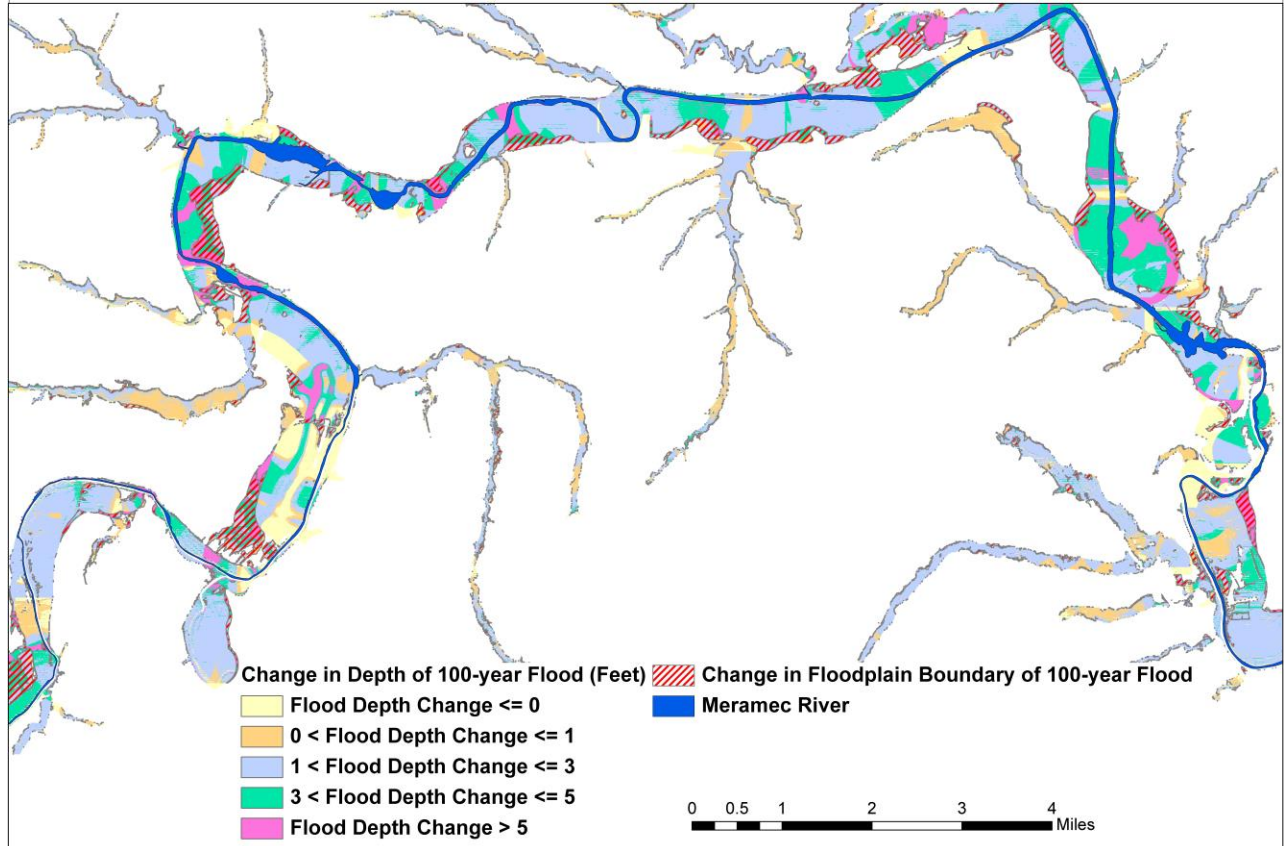 Change in Depth of 100-year Flood (Feet)
Flood Depth Change <= 0
0 < Flood Depth Change <= 1
1 < Flood Depth Change <= 3
3 < Flood Depth Change <= 5
Flood Depth Change > 5
Change in Floodplain Boundary of 100-year Flood
Meramec River
0 0.5 1 2 3 4
Miles